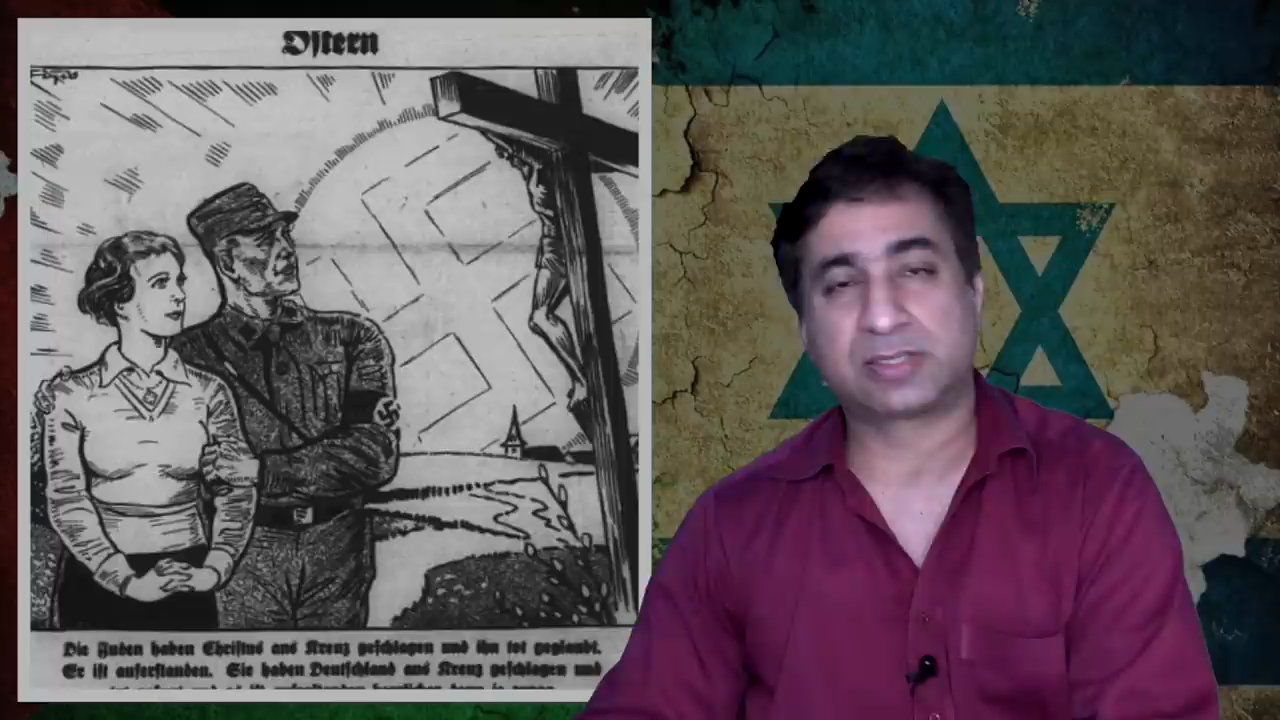 Ostern
Die Juden haben Christus ans Kreuz geschlagen und ihn tot geglaubt.
Er ist auferstanden. Sie haben Deutschland ans Kreuz geschlagen und